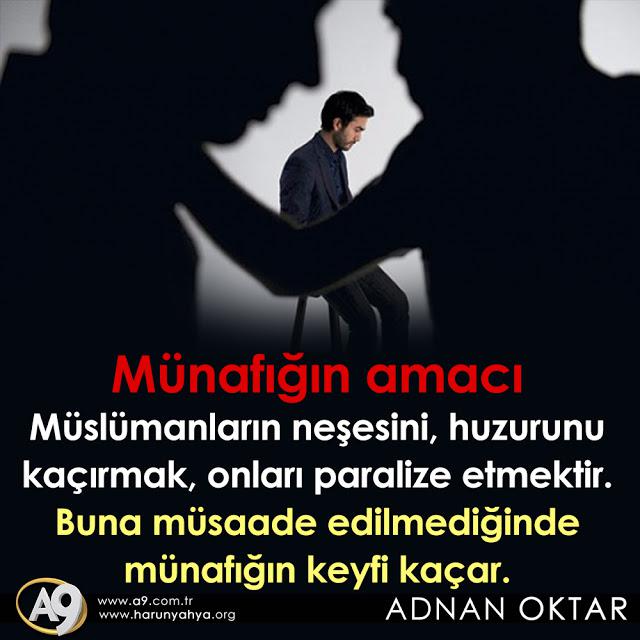 Münafığın amacı
Müslümanların neşesini, huzurunu
kaçırmak, onları paralize etmektir.
Buna müsaade edilmediğinde
münafığın keyfi kaçar.
A9
www.a9.com.tr
www.harunyahya.org
ADNAN OKTAR